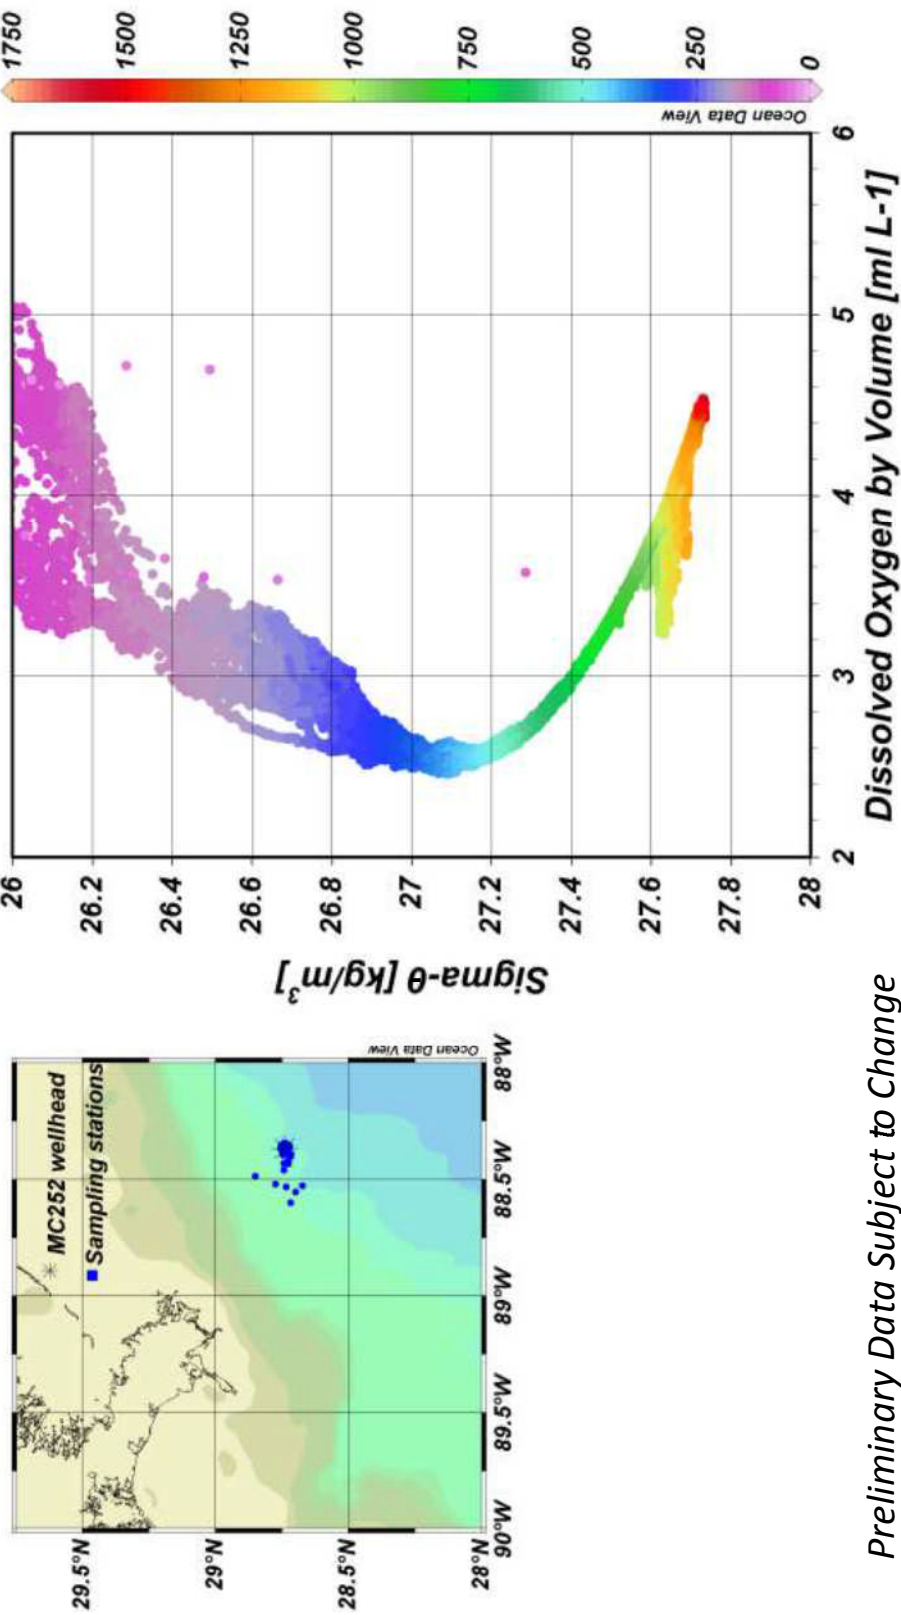 MC252 wellhead
Sampling stations
29.5°N
29°N
28.5°N
28°N
90°W
89.5°W
89°W
88.5°W
88°W
Ocean Data View
Sigma-θ [kg/m³]
26
26.2
26.4
26.6
26.8
27
27.2
27.4
27.6
27.8
28
2
3
4
5
6
Dissolved Oxygen by Volume [ml L-1]
Ocean Data View
1750
1500
1250
1000
750
500
250
0
Preliminary Data Subject to Change